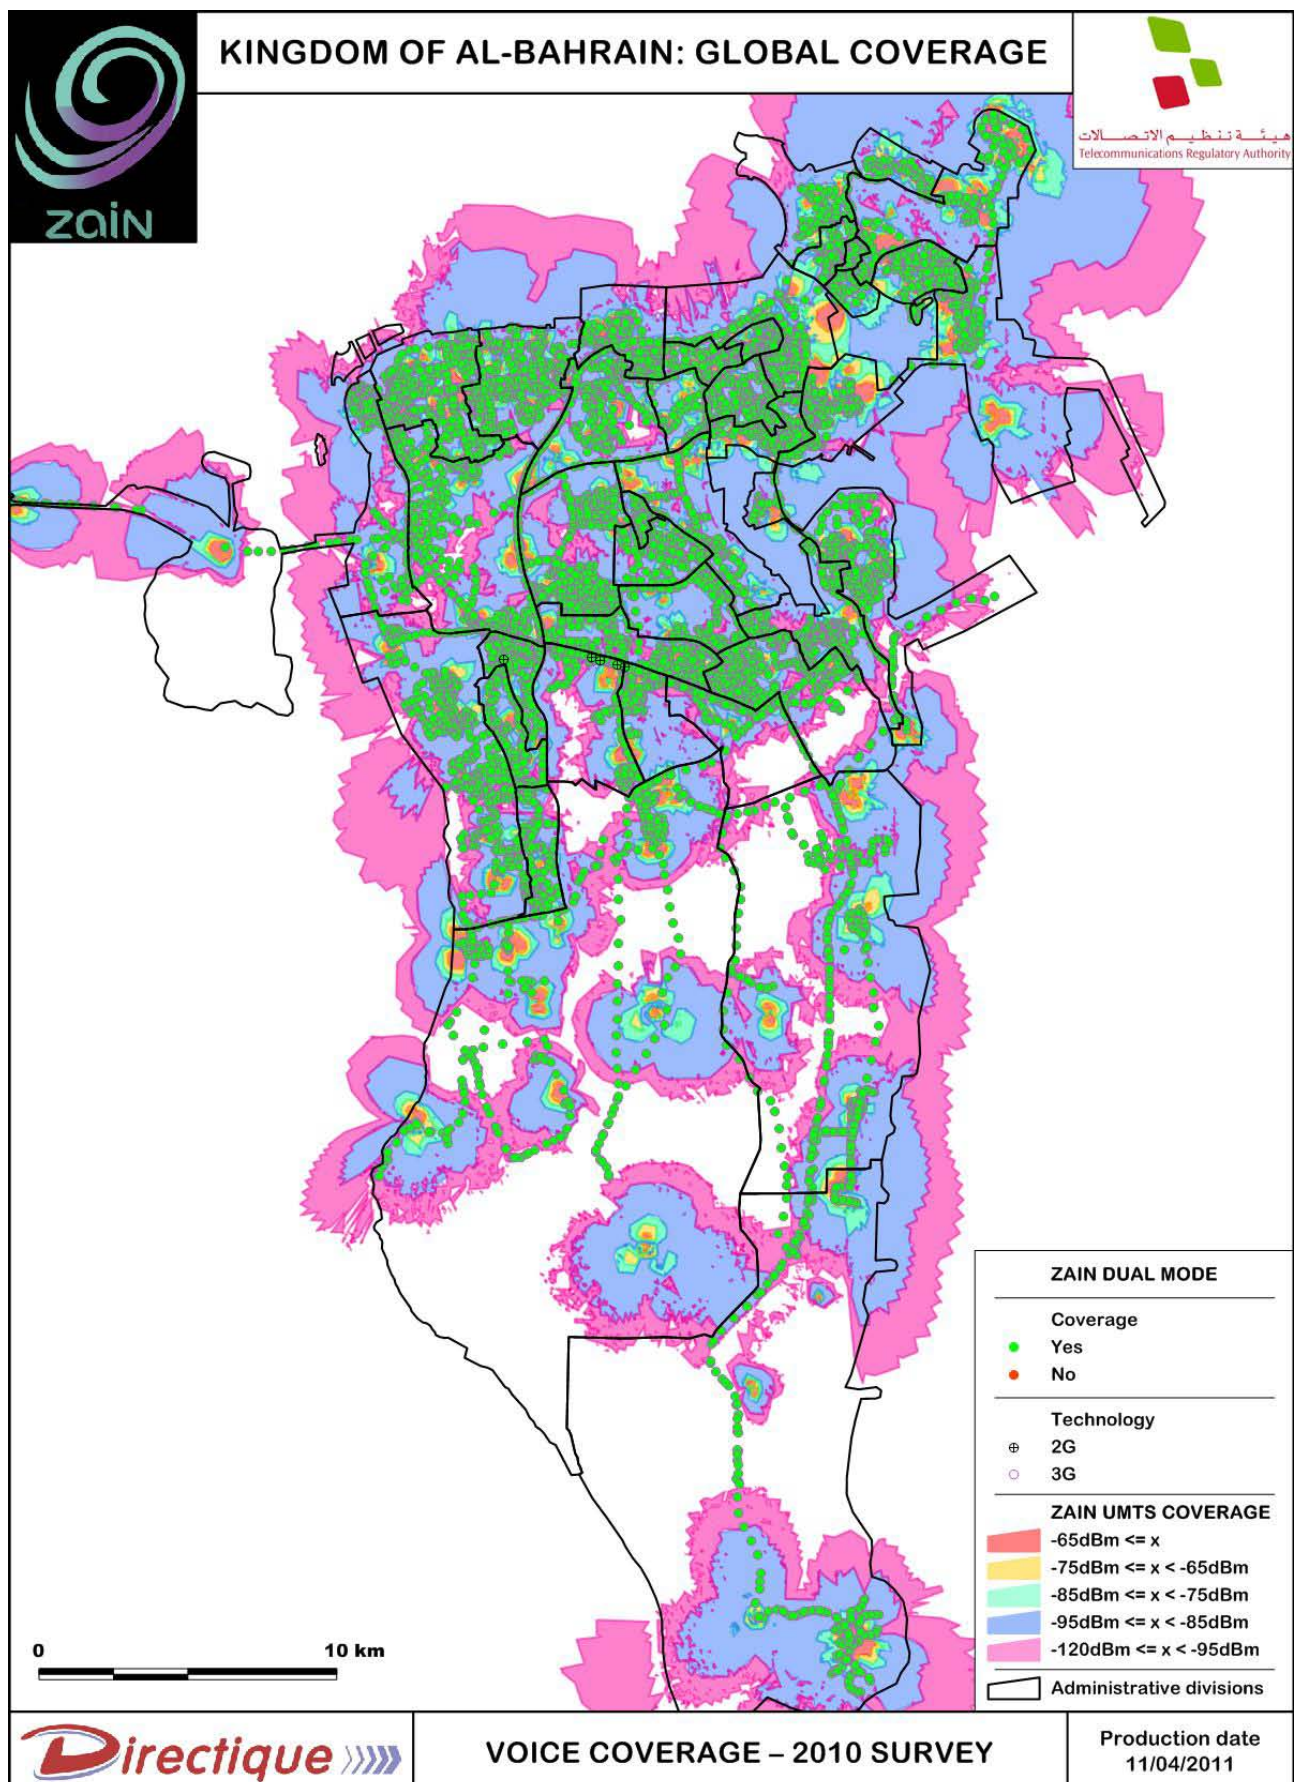 KINGDOM OF AL-BAHRAIN: GLOBAL COVERAGE
zain
هيئة تنظيم الاتصالات
Telecommunications Regulatory Authority
ZAIN DUAL MODE
Coverage
Yes
No
Technology
2G
3G
ZAIN UMTS COVERAGE
-65dBm <= x
-75dBm <= x < -65dBm
-85dBm <= x < -75dBm
-95dBm <= x < -85dBm
-120dBm <= x < -95dBm
Administrative divisions
0 10 km
Directique
VOICE COVERAGE – 2010 SURVEY
Production date
11/04/2011